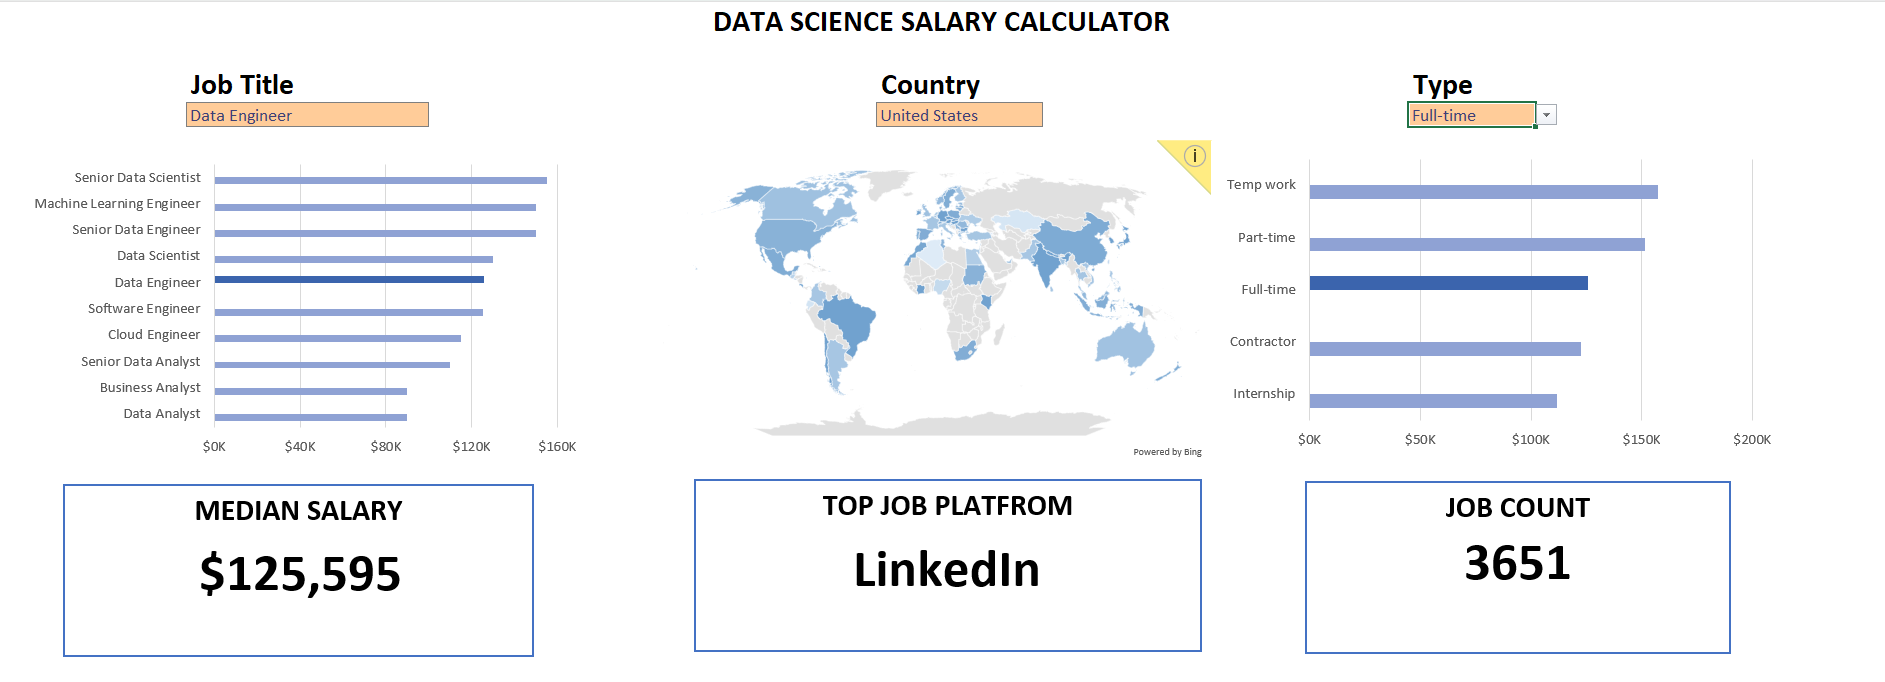 DATA SCIENCE SALARY CALCULATOR
Job Title
Data Engineer
Country
United States
Type
Full-time
Senior Data Scientist
Machine Learning Engineer
Senior Data Engineer
Data Scientist
Data Engineer
Software Engineer
Cloud Engineer
Senior Data Analyst
Business Analyst
Data Analyst
$0K $40K $80K $120K $160K
i
Powered by Bing
Temp work
Part-time
Full-time
Contractor
Internship
$0K $50K $100K $150K $200K
MEDIAN SALARY
$125,595
TOP JOB PLATFROM
LinkedIn
JOB COUNT
3651